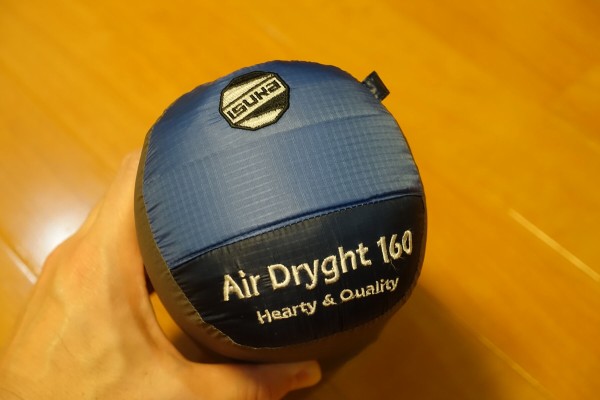 ISUKA
Air Dryght 160
Hearty & Quality